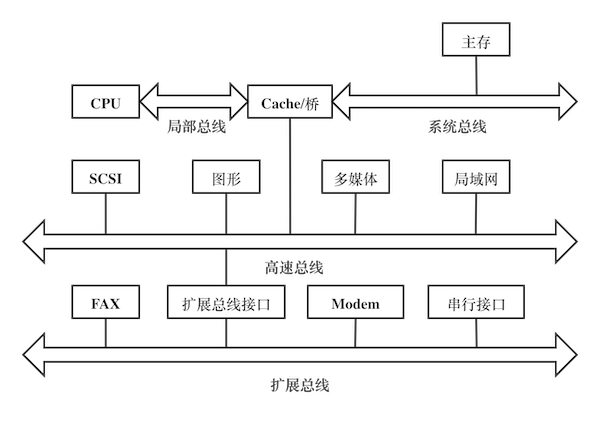 主存
CPU
Cache/桥
局部总线
系统总线
SCSI
图形
多媒体
局域网
高速总线
FAX
扩展总线接口
Modem
串行接口
扩展总线